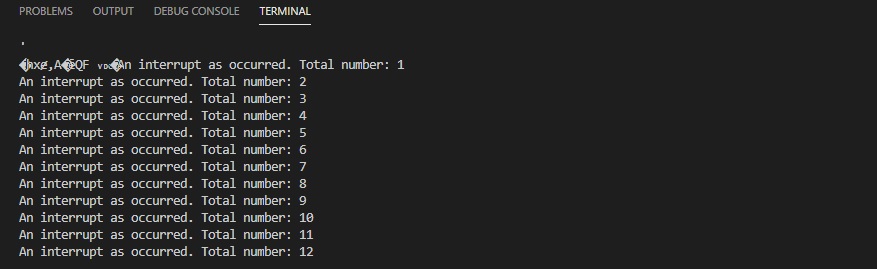 PROBLEMS OUTPUT DEBUG CONSOLE TERMINAL
An interrupt as occurred. Total number: 1
An interrupt as occurred. Total number: 2
An interrupt as occurred. Total number: 3
An interrupt as occurred. Total number: 4
An interrupt as occurred. Total number: 5
An interrupt as occurred. Total number: 6
An interrupt as occurred. Total number: 7
An interrupt as occurred. Total number: 8
An interrupt as occurred. Total number: 9
An interrupt as occurred. Total number: 10
An interrupt as occurred. Total number: 11
An interrupt as occurred. Total number: 12